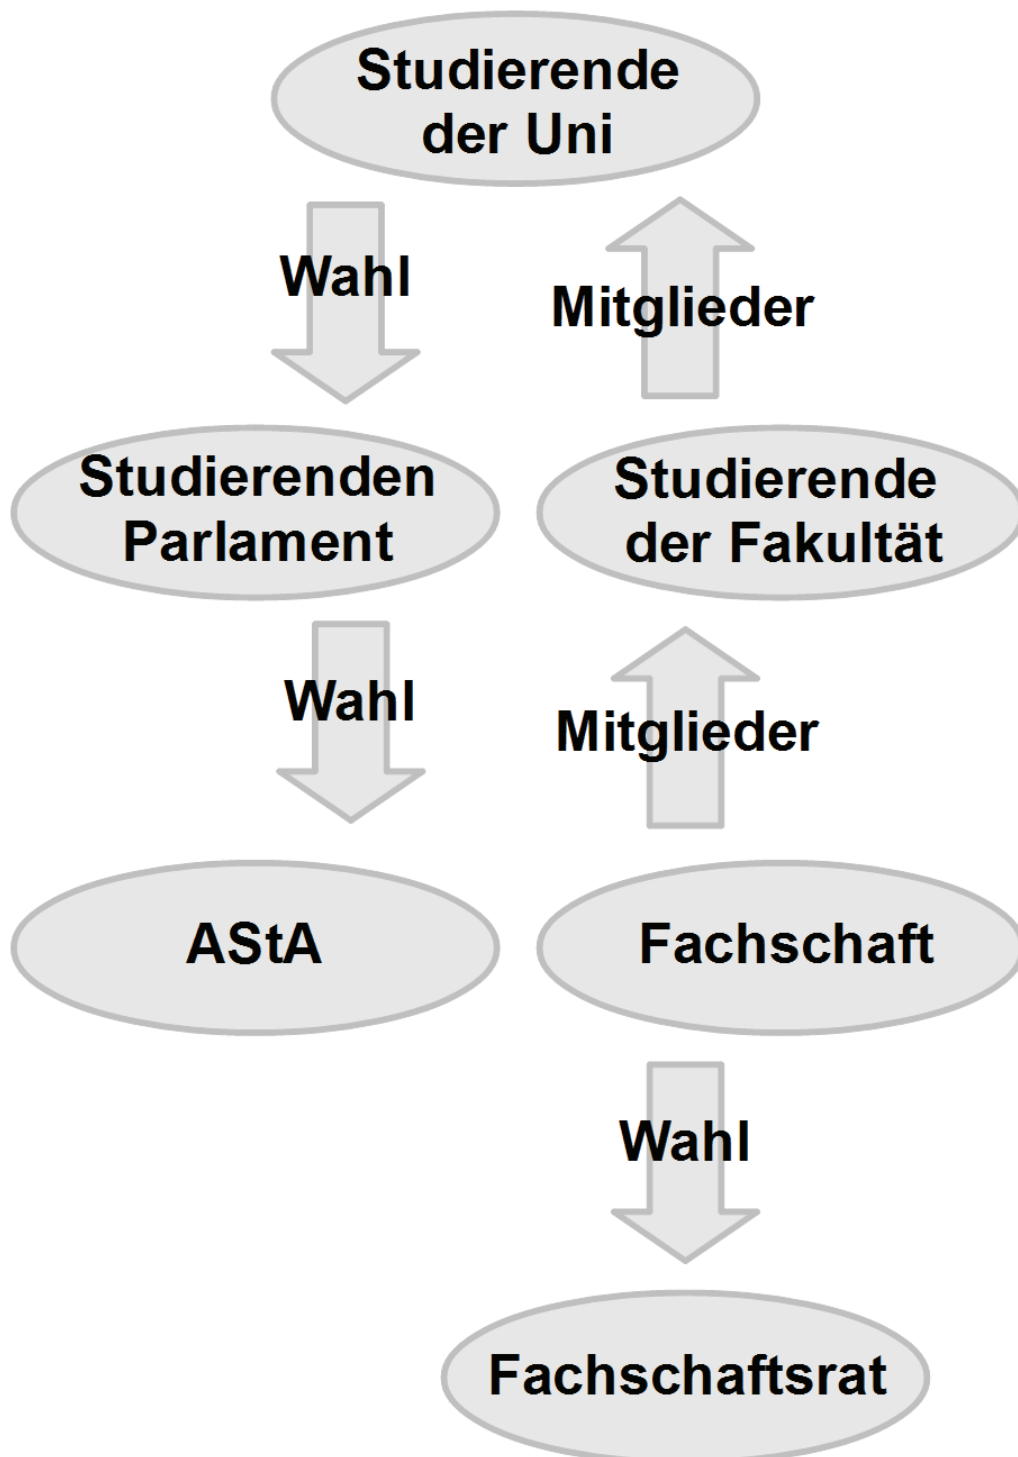 Studierende
der Uni
Wahl
Mitglieder
Studierenden
Parlament
Studierende
der Fakultät
Wahl
Mitglieder
AStA
Fachschaft
Wahl
Fachschaftsrat